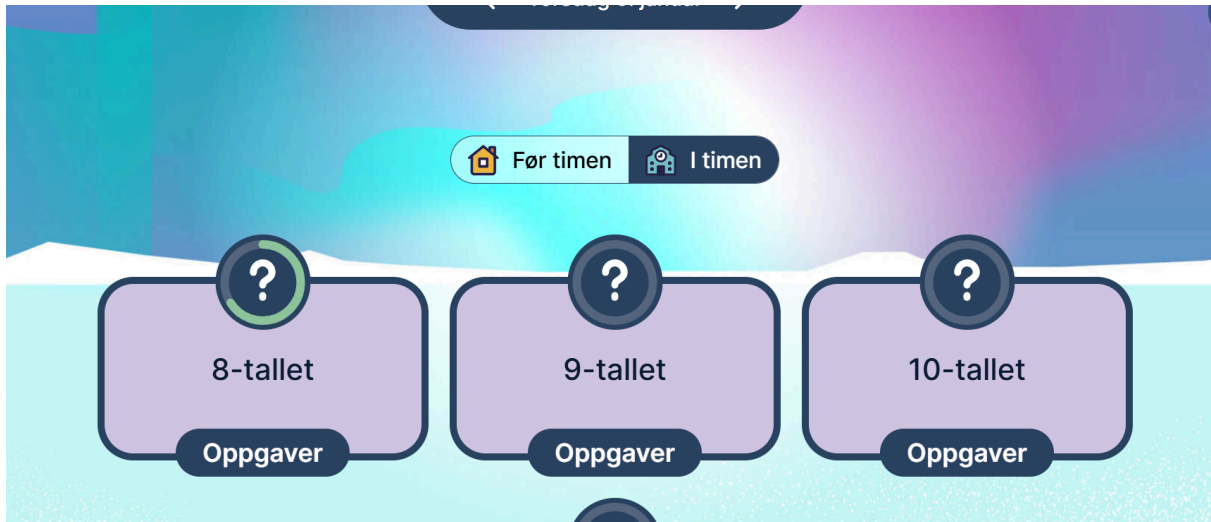 Før timen
I timen
?
?
?
8-tallet
9-tallet
10-tallet
Oppgaver
Oppgaver
Oppgaver